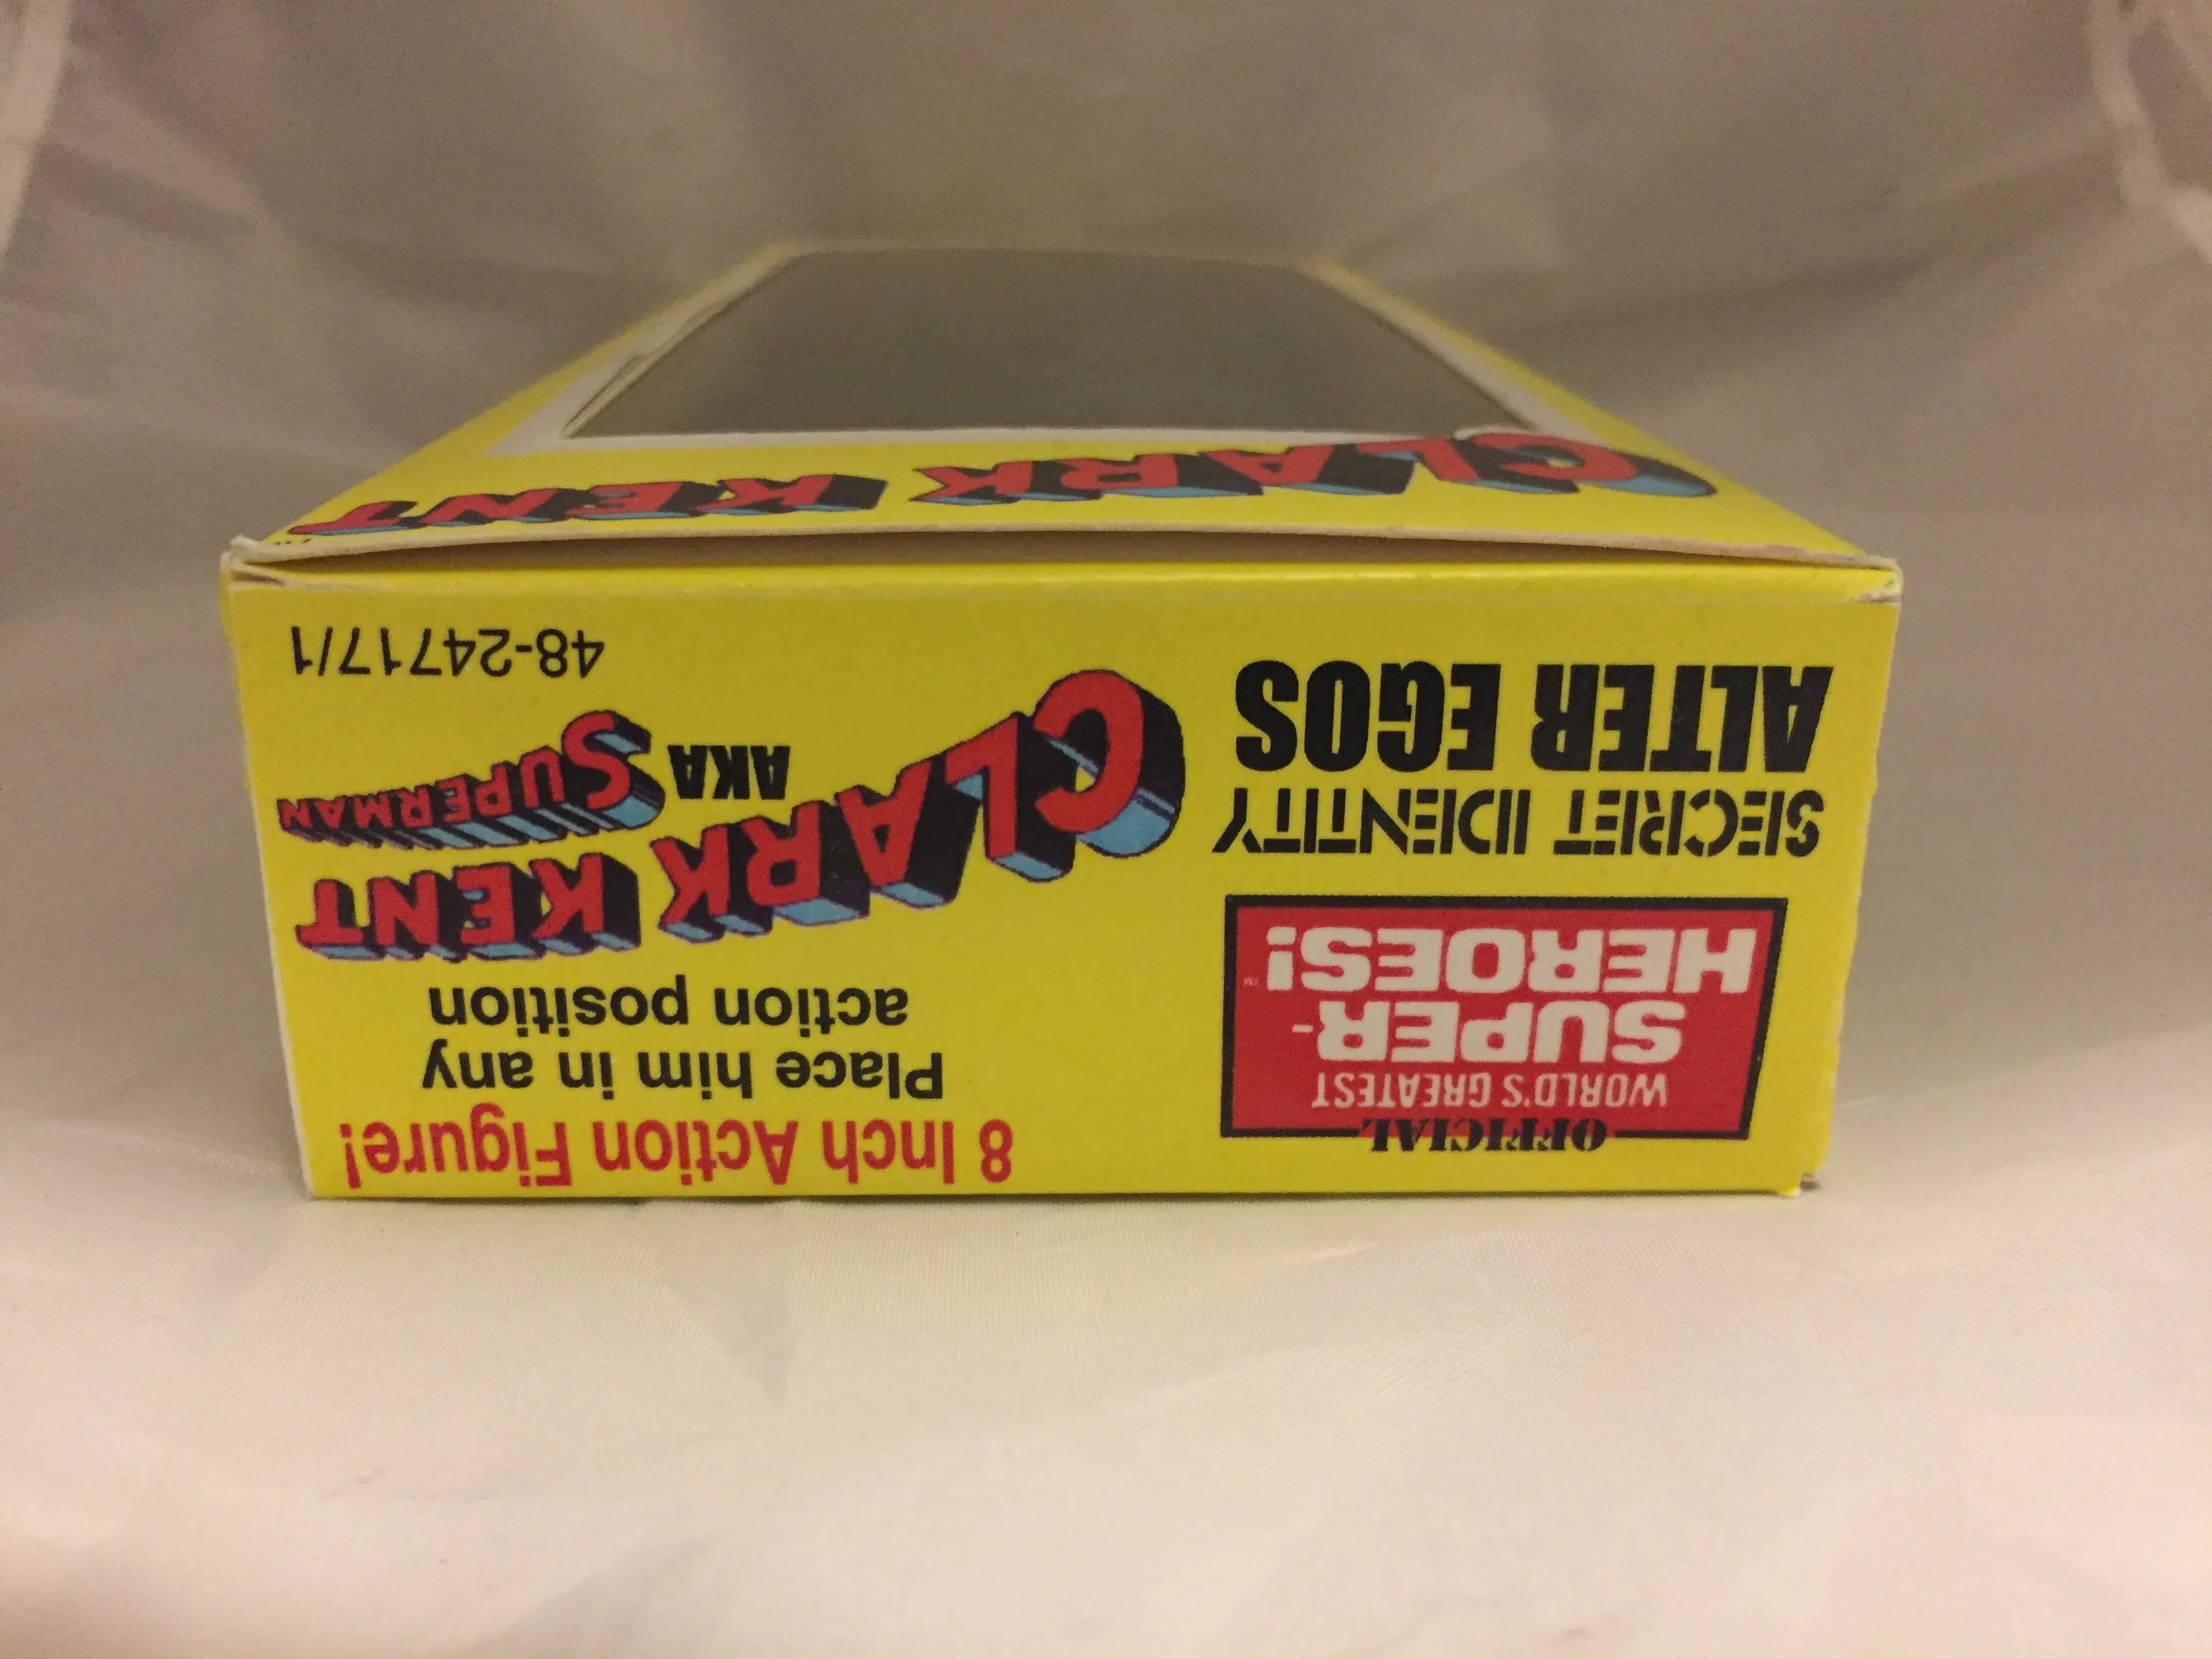 OFFICIAL
WORLD'S GREATEST
SUPER-
HEROES!™
SECRET IDENTITY
ALTER EGOS
8 Inch Action Figure!
Place him in any
action position
CLARK KENT
AKA SUPERMAN
48-24717/1
CLARK KENT